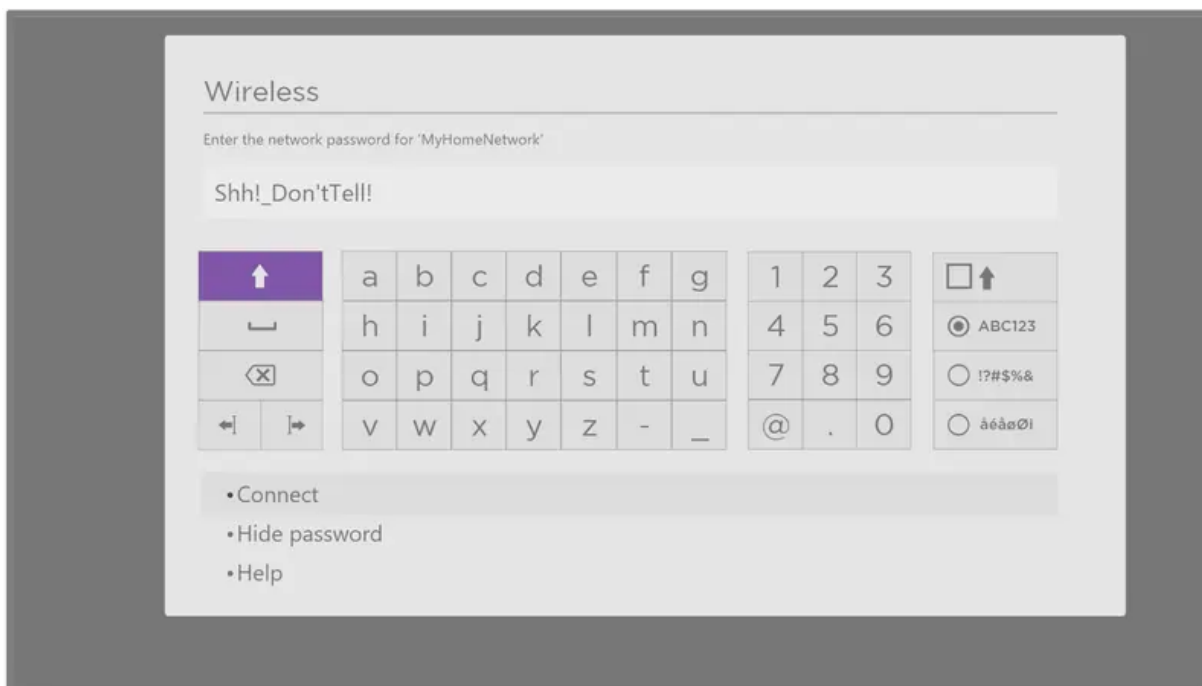 Wireless
Enter the network password for 'MyHomeNetwork'
Shh!_Don'tTell!
a b c d e f g 1 2 3
h i j k l m n 4 5 6 ABC123
o p q r s t u 7 8 9 !?#$%&
v w x y z - _ @ . 0 àéåøØi
•Connect
•Hide password
•Help